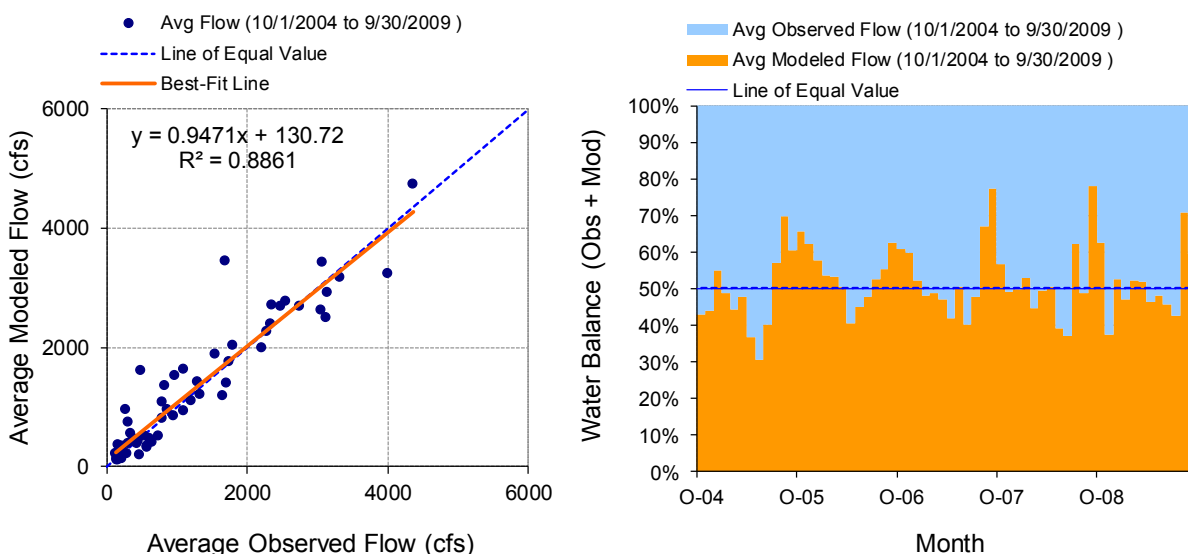 Avg Flow (10/1/2004 to 9/30/2009 )
Line of Equal Value
Best-Fit Line
y = 0.9471x + 130.72
R² = 0.8861
Average Modeled Flow (cfs)
6000
4000
2000
0
0 2000 4000 6000
Average Observed Flow (cfs)
Avg Observed Flow (10/1/2004 to 9/30/2009 )
Avg Modeled Flow (10/1/2004 to 9/30/2009 )
Line of Equal Value
Water Balance (Obs + Mod)
100%
90%
80%
70%
60%
50%
40%
30%
20%
10%
0%
O-04 O-05 O-06 O-07 O-08
Month